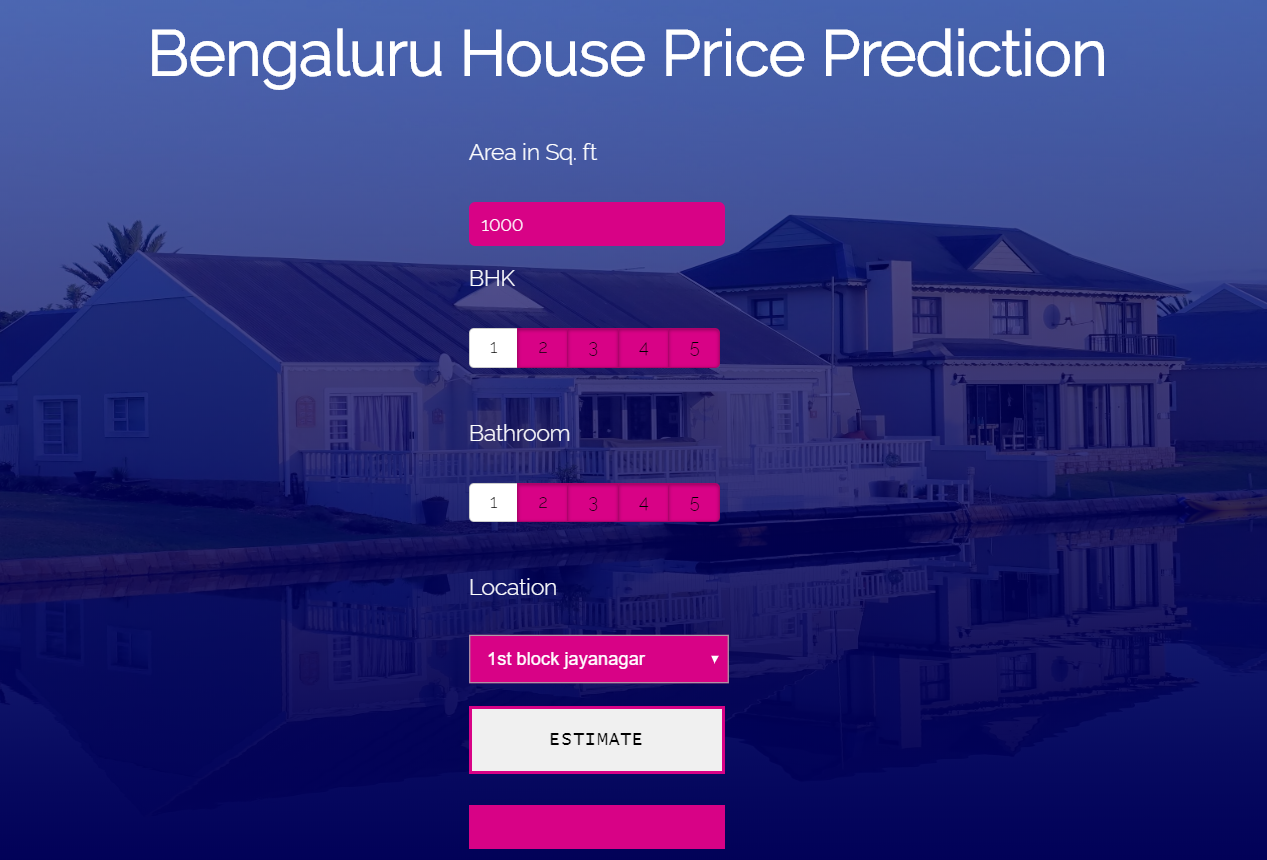 Bengaluru House Price Prediction
Area in Sq. ft
1000
BHK
1 2 3 4 5
Bathroom
1 2 3 4 5
Location
1st block jayanagar ▾
ESTIMATE